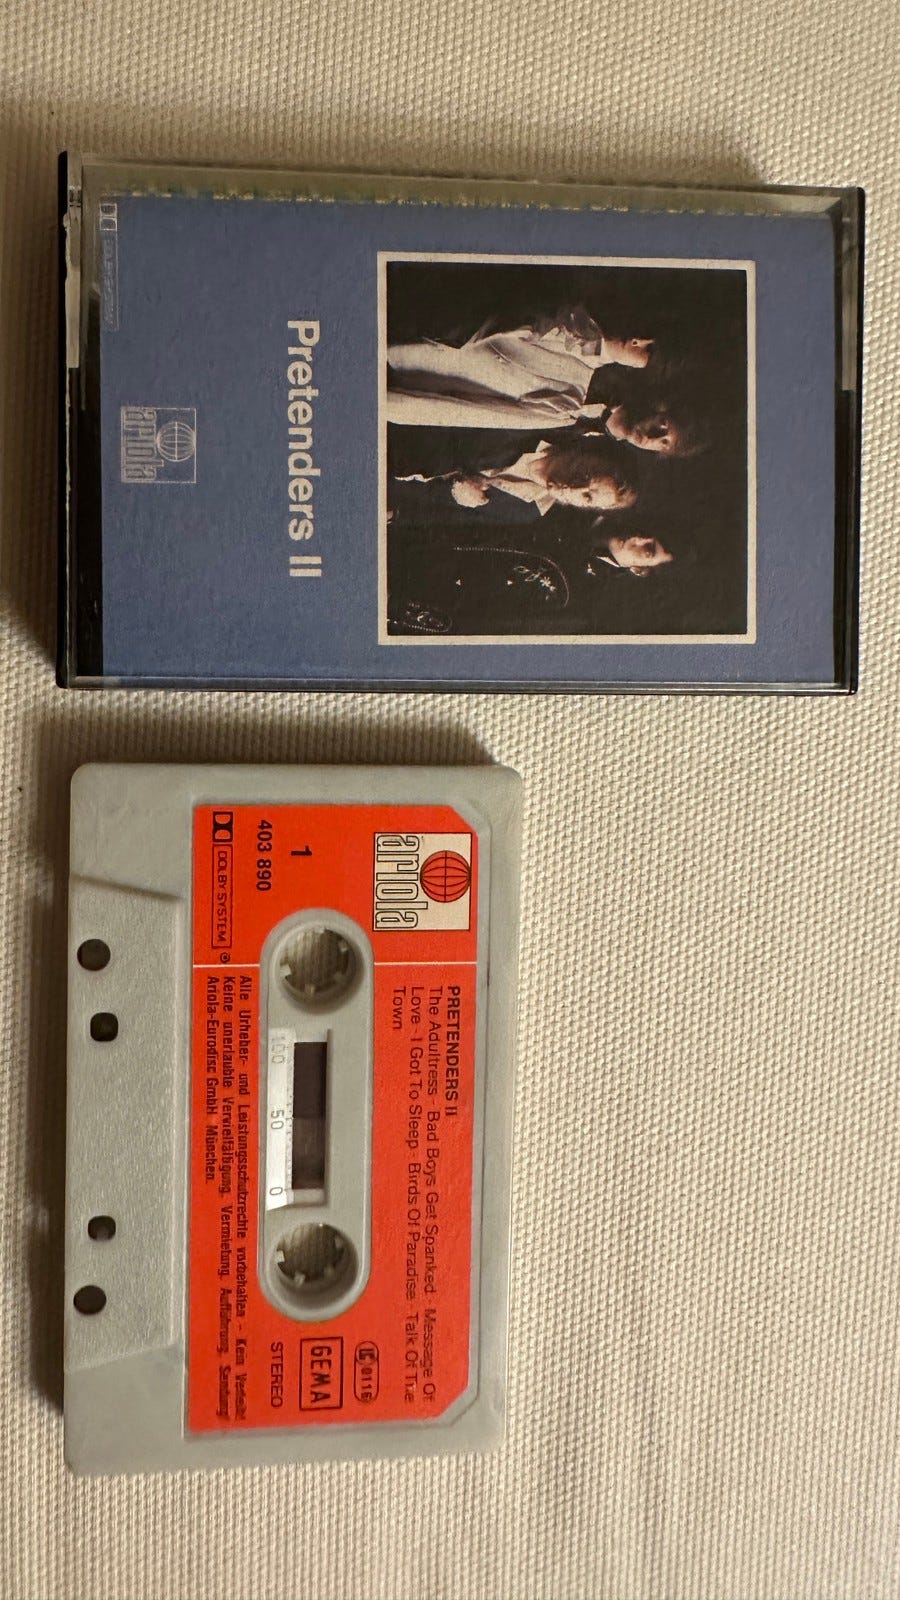 Pretenders II
ariola
ariola
1
403 890
DOLBY SYSTEM
PRETENDERS II
The Adultress · Bad Boys Get Spanked · Message Of
Love · I Got To Sleep · Birds Of Paradise · Talk Of The
Town
100 50 0
IC 0116
GEMA
STEREO
Alle Urheber- und Leistungsschutzrechte vorbehalten – Kein Verleih!
Keine unerlaubte Vervielfältigung, Vermietung, Aufführung, Sendung!
Ariola-Eurodisc GmbH München.